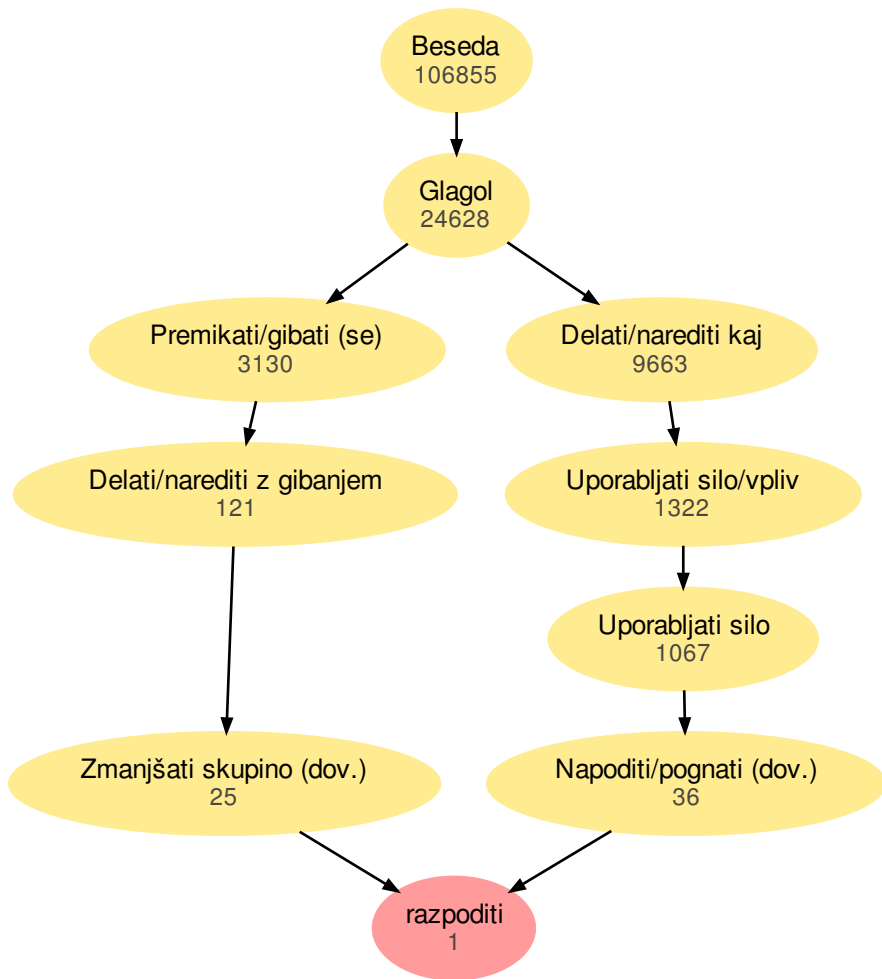 Beseda
106855
Glagol
24628
Premikati/gibati (se)
3130
Delati/narediti kaj
9663
Delati/narediti z gibanjem
121
Uporabljati silo/vpliv
1322
Uporabljati silo
1067
Zmanjšati skupino (dov.)
25
Napoditi/pognati (dov.)
36
razpoditi
1